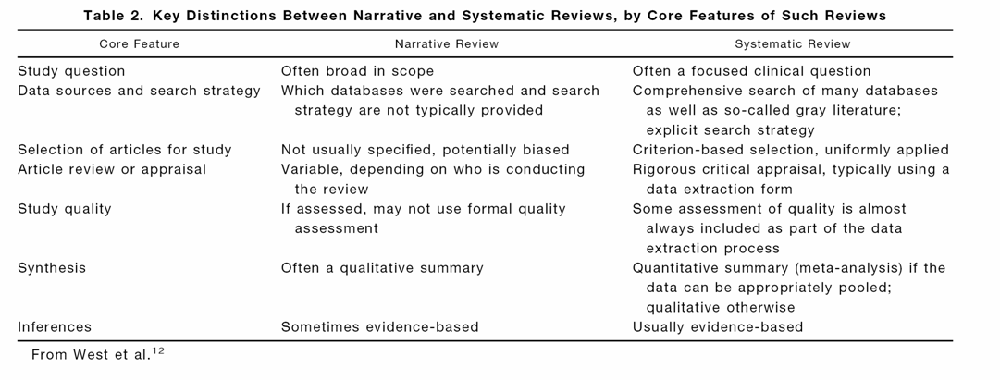 Table 2. Key Distinctions Between Narrative and Systematic Reviews, by Core Features of Such Reviews
Core Feature Narrative Review Systematic Review
Study question Often broad in scope Often a focused clinical question
Data sources and search strategy Which databases were searched and search Comprehensive search of many databases
strategy are not typically provided as well as so-called gray literature;
explicit search strategy
Selection of articles for study Not usually specified, potentially biased Criterion-based selection, uniformly applied
Article review or appraisal Variable, depending on who is conducting Rigorous critical appraisal, typically using a
the review data extraction form
Study quality If assessed, may not use formal quality Some assessment of quality is almost
assessment always included as part of the data
extraction process
Synthesis Often a qualitative summary Quantitative summary (meta-analysis) if the
data can be appropriately pooled;
qualitative otherwise
Inferences Sometimes evidence-based Usually evidence-based
From West et al.12